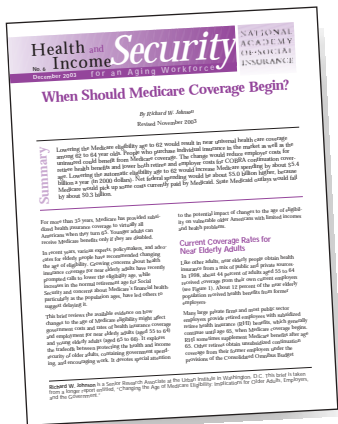 Health and
Income Security
No. 6
December 2003
for an Aging Workforce
NATIONAL
ACADEMY
OF·SOCIAL
INSURANCE
When Should Medicare Coverage Begin?
By Richard W. Johnson
Revised November 2003
Summary
Lowering the Medicare eligibility age to 62 would result in near universal health care coverage
among 62 to 64 year olds. People who purchase individual insurance in the market as well as the
uninsured could benefit from Medicare coverage. The change would reduce employer costs for
retiree health benefits and lower both retiree and employer costs for COBRA continuation cover-
age. Lowering the automatic eligibility age to 62 would increase Medicare spending by about
billion a year (in 2000 dollars). Net federal spending would be about higher, because
Medicare would pick up some costs currently paid by Medicaid. State Medicaid outlays would fall
by about $0.3 billion.
For more than 35 years, Medicare has provided subsi-
dized health insurance coverage to virtually all
Americans when they turn 65. Younger adults can
receive Medicare benefits only if they are disabled.
In recent years, various experts, policymakers, and advo-
cates for elderly people have recommended changing
the age of eligibility. Growing concerns about health
insurance coverage for near elderly adults have recently
prompted calls to lower the eligibility age, while
increases in the normal retirement age for Social
Security and concerns about Medicare's financial health,
particularly as the population ages, have led others to
suggest delaying it.
This brief reviews the available evidence on how
changes to the age of Medicare eligibility might affect
government costs and rates of health insurance coverage
and employment for near elderly adults (aged 55 to 64)
and young elderly adults (aged 65 to 66). It explores
the tradeoffs between protecting the health and income
security of older adults, containing government spend-
ing, and encouraging work. It devotes special attention
to the potential impact of changes to the age of eligibil-
ity on vulnerable older Americans with limited incomes
and health problems.
Current Coverage Rates for
Near Elderly Adults
Like other adults, near elderly people obtain health
insurance from a mix of public and private sources.
In 1998, about 44 percent of adults aged 55 to 64
received coverage from their own current employers
(see Figure 1). About 12 percent of the near elderly
population received health benefits from former
employers.
Many large private firms and most public sector
employers provide retired employees with subsidized
retiree health insurance (RHI) benefits, which generally
continue until age 65, when Medicare coverage begins.
RHI sometimes supplement Medicare benefits after age
65. Other retirees obtain unsubsidized continuation
coverage from their former employers under the
provisions of the Consolidated Omnibus Budget
Richard W. Johnson is a Senior Research Associate at the Urban Institute in Washington, D.C. This brief is taken
from a longer report entitled, "Changing the Age of Medicare Eligibility: Implications for Older Adults, Employers,
and the Government."